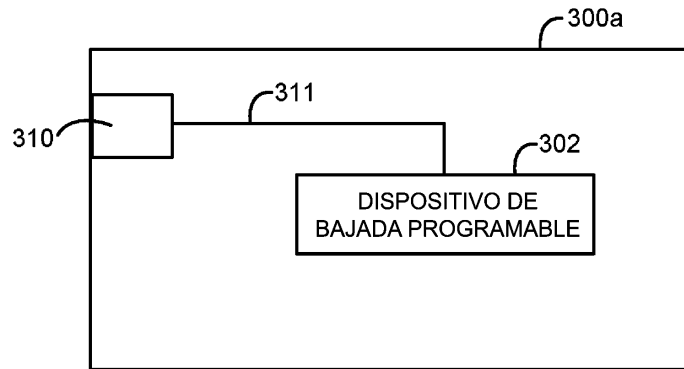 300a
311
310
302
DISPOSITIVO DE
BAJADA PROGRAMABLE